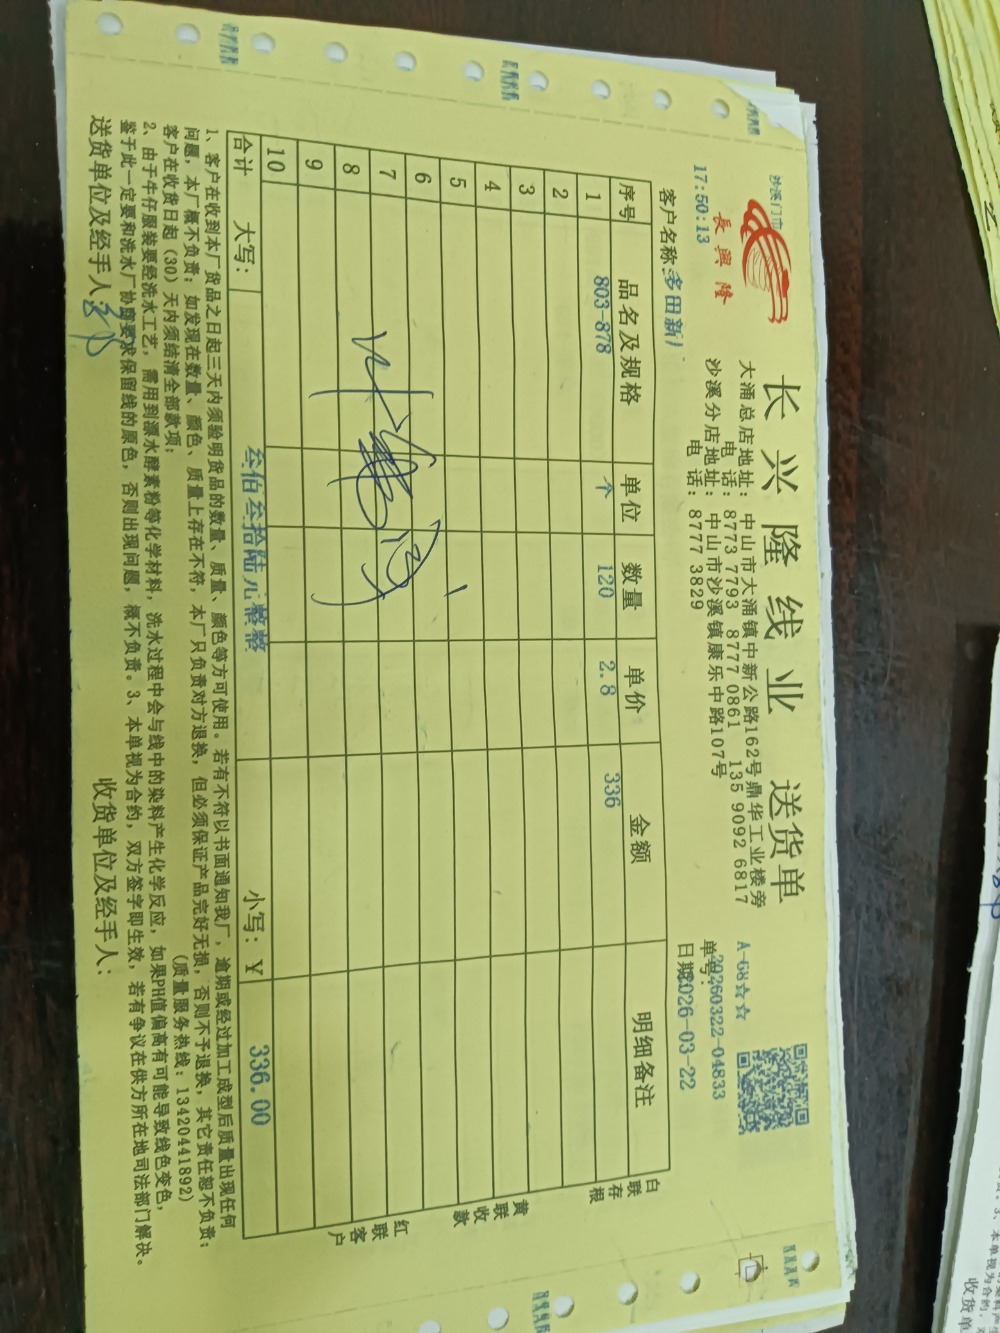 沙溪门市
長興隆
17:50:13
长兴隆线业 送货单
大涌总店地址：中山市大涌镇中新公路162号鼎华工业楼旁
电话：8773 7793 8777 0861 135 9092 6817
沙溪分店地址：中山市沙溪镇康乐中路107号
电话：8777 3829
A-68☆☆
单号：20260322-04833
日期：2026-03-22
客户名称：多田新厂
序号 品名及规格 单位 数量 单价 金额 明细备注
1 803-878 个 120 2.8 336
2
3
4
5
6
7
8
9
10
合计 大写： 叁佰叁拾陆元整整 小写：￥ 336.00
白联存根
黄联收款
红联客户
1、客户在收到本厂货品之日起三天内须验明货品的数量、质量、颜色等方可使用。若有不符以书面通知我厂，逾期或经过加工成型后质量出现任何
问题，本厂概不负责；如发现在数量、颜色、质量上存在不符，本厂只负责对方退换，但必须保证产品完好无损，否则不予退换，其它责任恕不负责；
客户在收货日起（30）天内须结清全部款项； （质量服务热线：13420441892）
2、由于牛仔服装要经洗水工艺，需用到漂水酵素粉等化学材料，洗水过程中会与线中的染料产生化学反应，如果PH值偏高有可能导致线色变色，
鉴于此一定要和洗水厂协商要求保留线的原色，否则出现问题，概不负责。3、本单视为合约，双方签字即生效，若有争议在供方所在地司法部门解决。
送货单位及经手人： 收货单位及经手人：